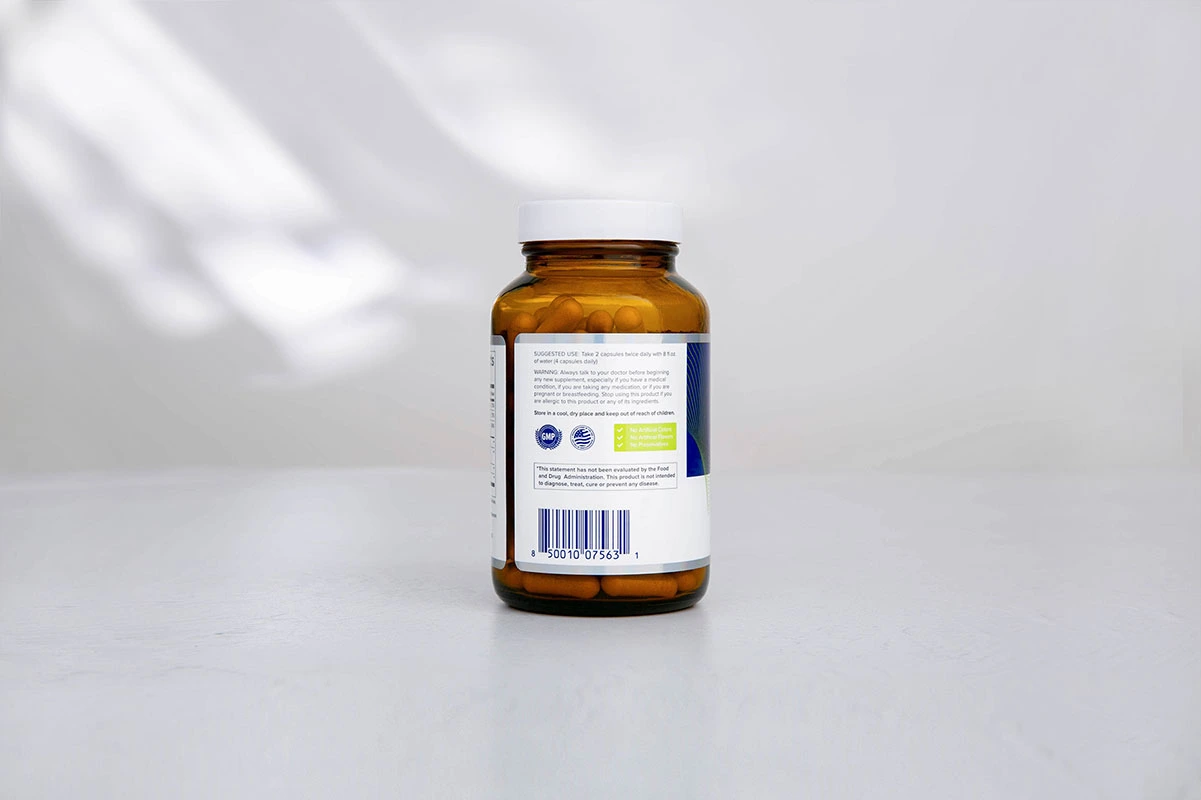 SUGGESTED USE: Take 2 capsules twice daily with 8 fl oz.
of water (4 capsules daily)
WARNING: Always talk to your doctor before beginning
any new supplement, especially if you have a medical
condition, if you are taking any medication, or if you are
pregnant or breastfeeding. Stop using this product if you
are allergic to this product or any of its ingredients.
Store in a cool, dry place and keep out of reach of children.
GMP
No Artificial Colors
No Artificial Flavors
No Preservatives
*This statement has not been evaluated by the Food
and Drug Administration. This product is not intended
to diagnose, treat, cure or prevent any disease.
8 50010 07563 1